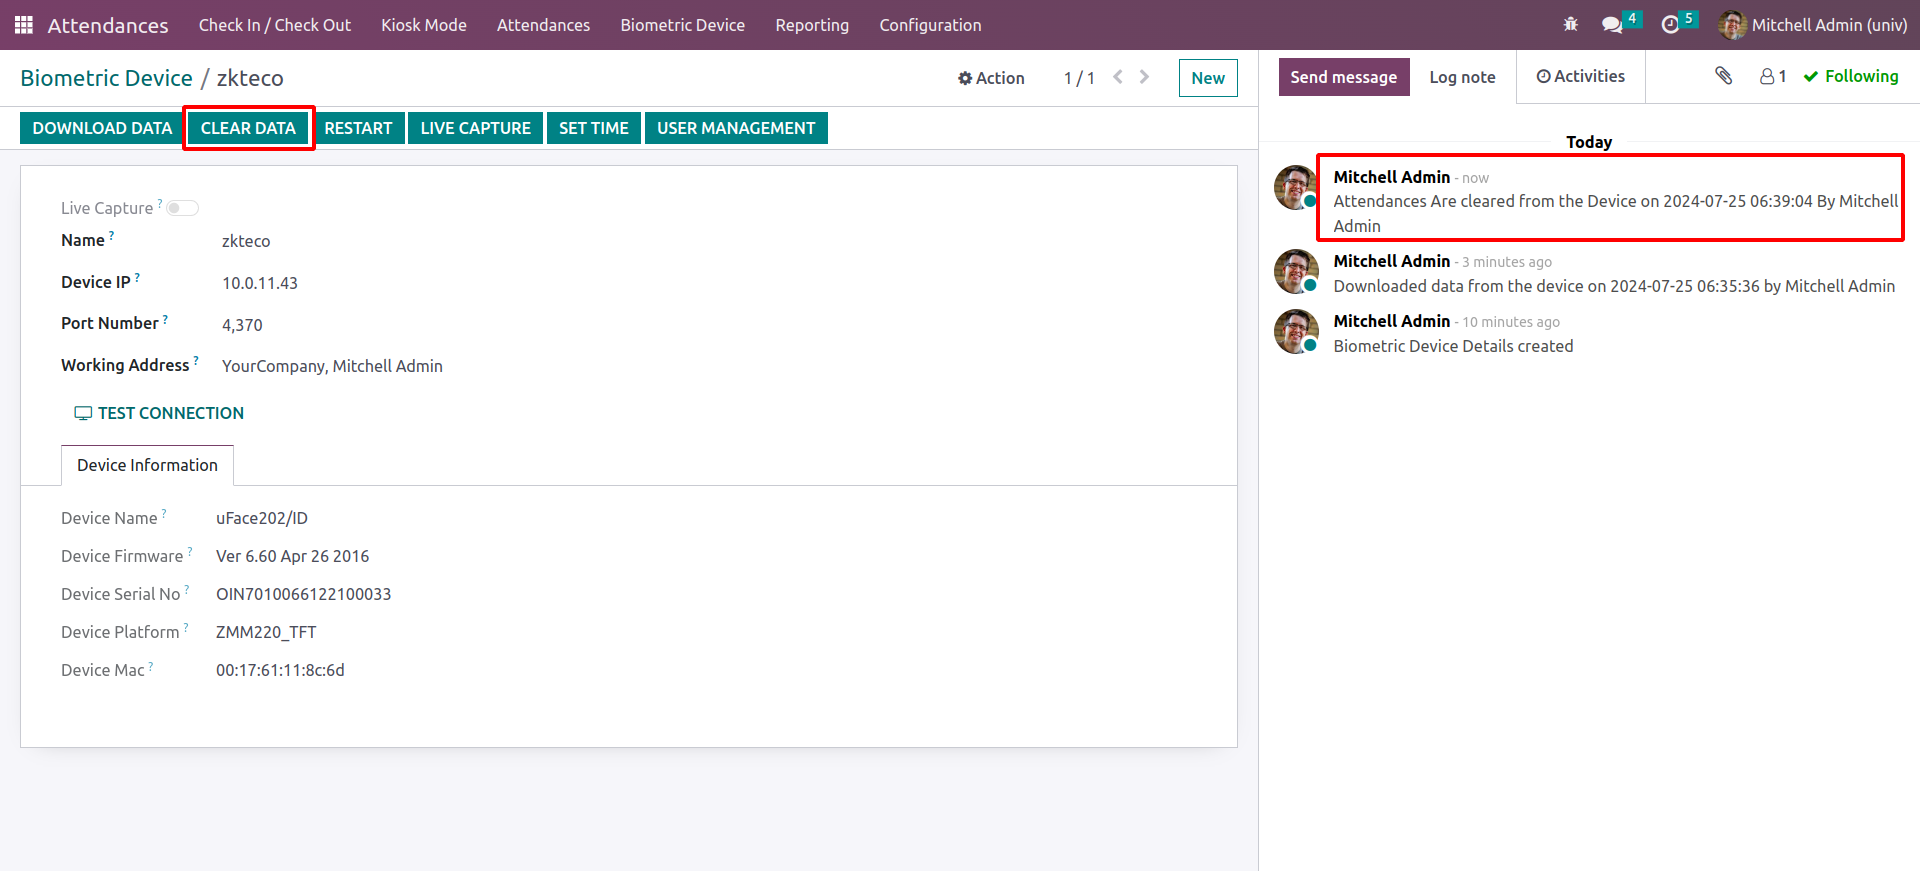 Attendances Check In / Check Out Kiosk Mode Attendances Biometric Device Reporting Configuration 4 5 Mitchell Admin (univ)
Biometric Device / zkteco Action 1 / 1 New
Send message Log note Activities 1 Following
DOWNLOAD DATA CLEAR DATA RESTART LIVE CAPTURE SET TIME USER MANAGEMENT
Live Capture ?
Name ? zkteco
Device IP ? 10.0.11.43
Port Number ? 4,370
Working Address ? YourCompany, Mitchell Admin
TEST CONNECTION
Device Information
Device Name ? uFace202/ID
Device Firmware ? Ver 6.60 Apr 26 2016
Device Serial No ? OIN7010066122100033
Device Platform ? ZMM220_TFT
Device Mac ? 00:17:61:11:8c:6d
Today
Mitchell Admin - now
Attendances Are cleared from the Device on 2024-07-25 06:39:04 By Mitchell
Admin
Mitchell Admin - 3 minutes ago
Downloaded data from the device on 2024-07-25 06:35:36 by Mitchell Admin
Mitchell Admin - 10 minutes ago
Biometric Device Details created